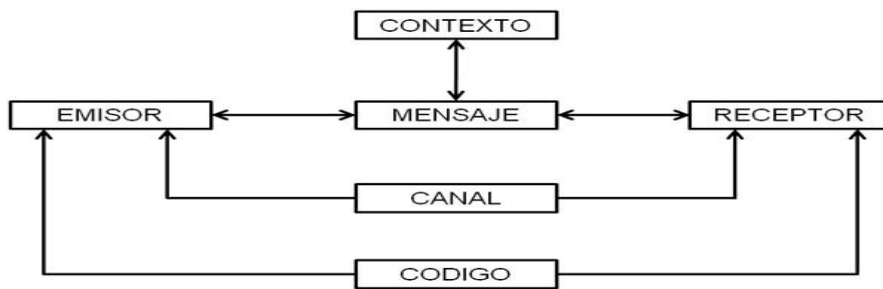 CONTEXTO
EMISOR MENSAJE RECEPTOR
CANAL
CODIGO